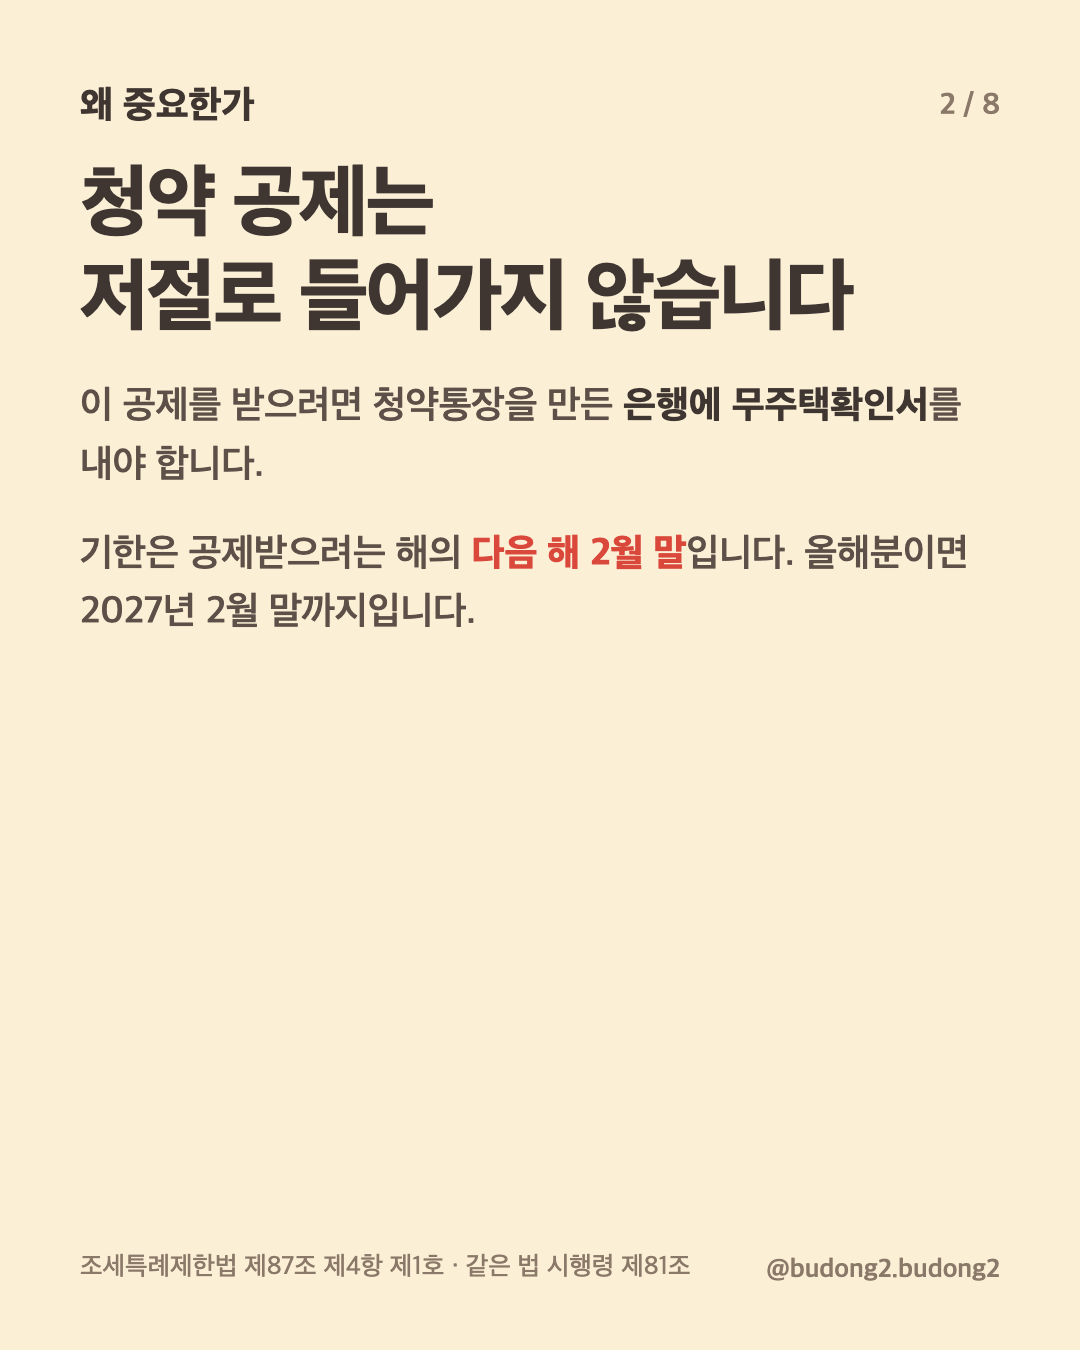 왜 중요한가
2 / 8
청약 공제는
저절로 들어가지 않습니다
이 공제를 받으려면 청약통장을 만든 은행에 무주택확인서를
내야 합니다.
기한은 공제받으려는 해의 다음 해 2월 말입니다. 올해분이면
2027년 2월 말까지입니다.
조세특례제한법 제87조 제4항 제1호 · 같은 법 시행령 제81조
@budong2.budong2